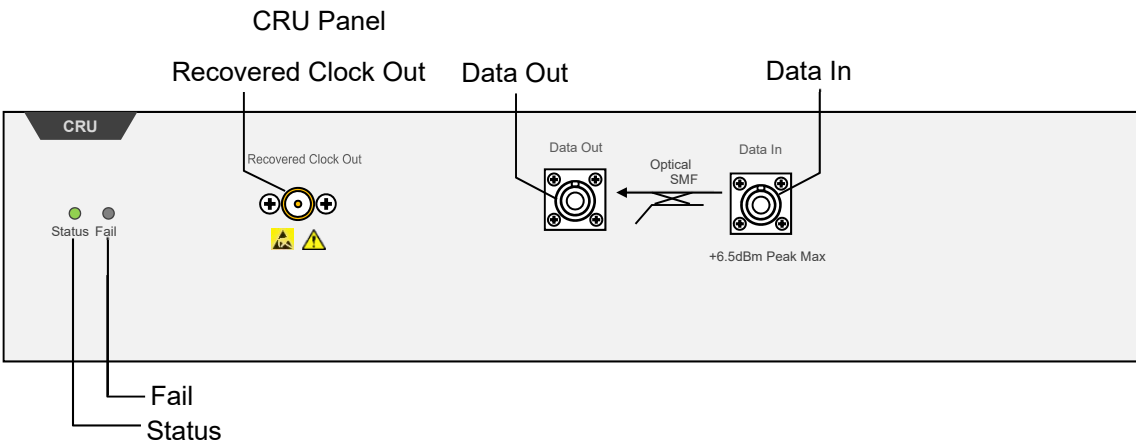 CRU Panel
Recovered Clock Out
Data Out
Data In
CRU
Recovered Clock Out
Data Out
Optical
SMF
Data In
Status
Fail
+6.5dBm Peak Max
Fail
Status